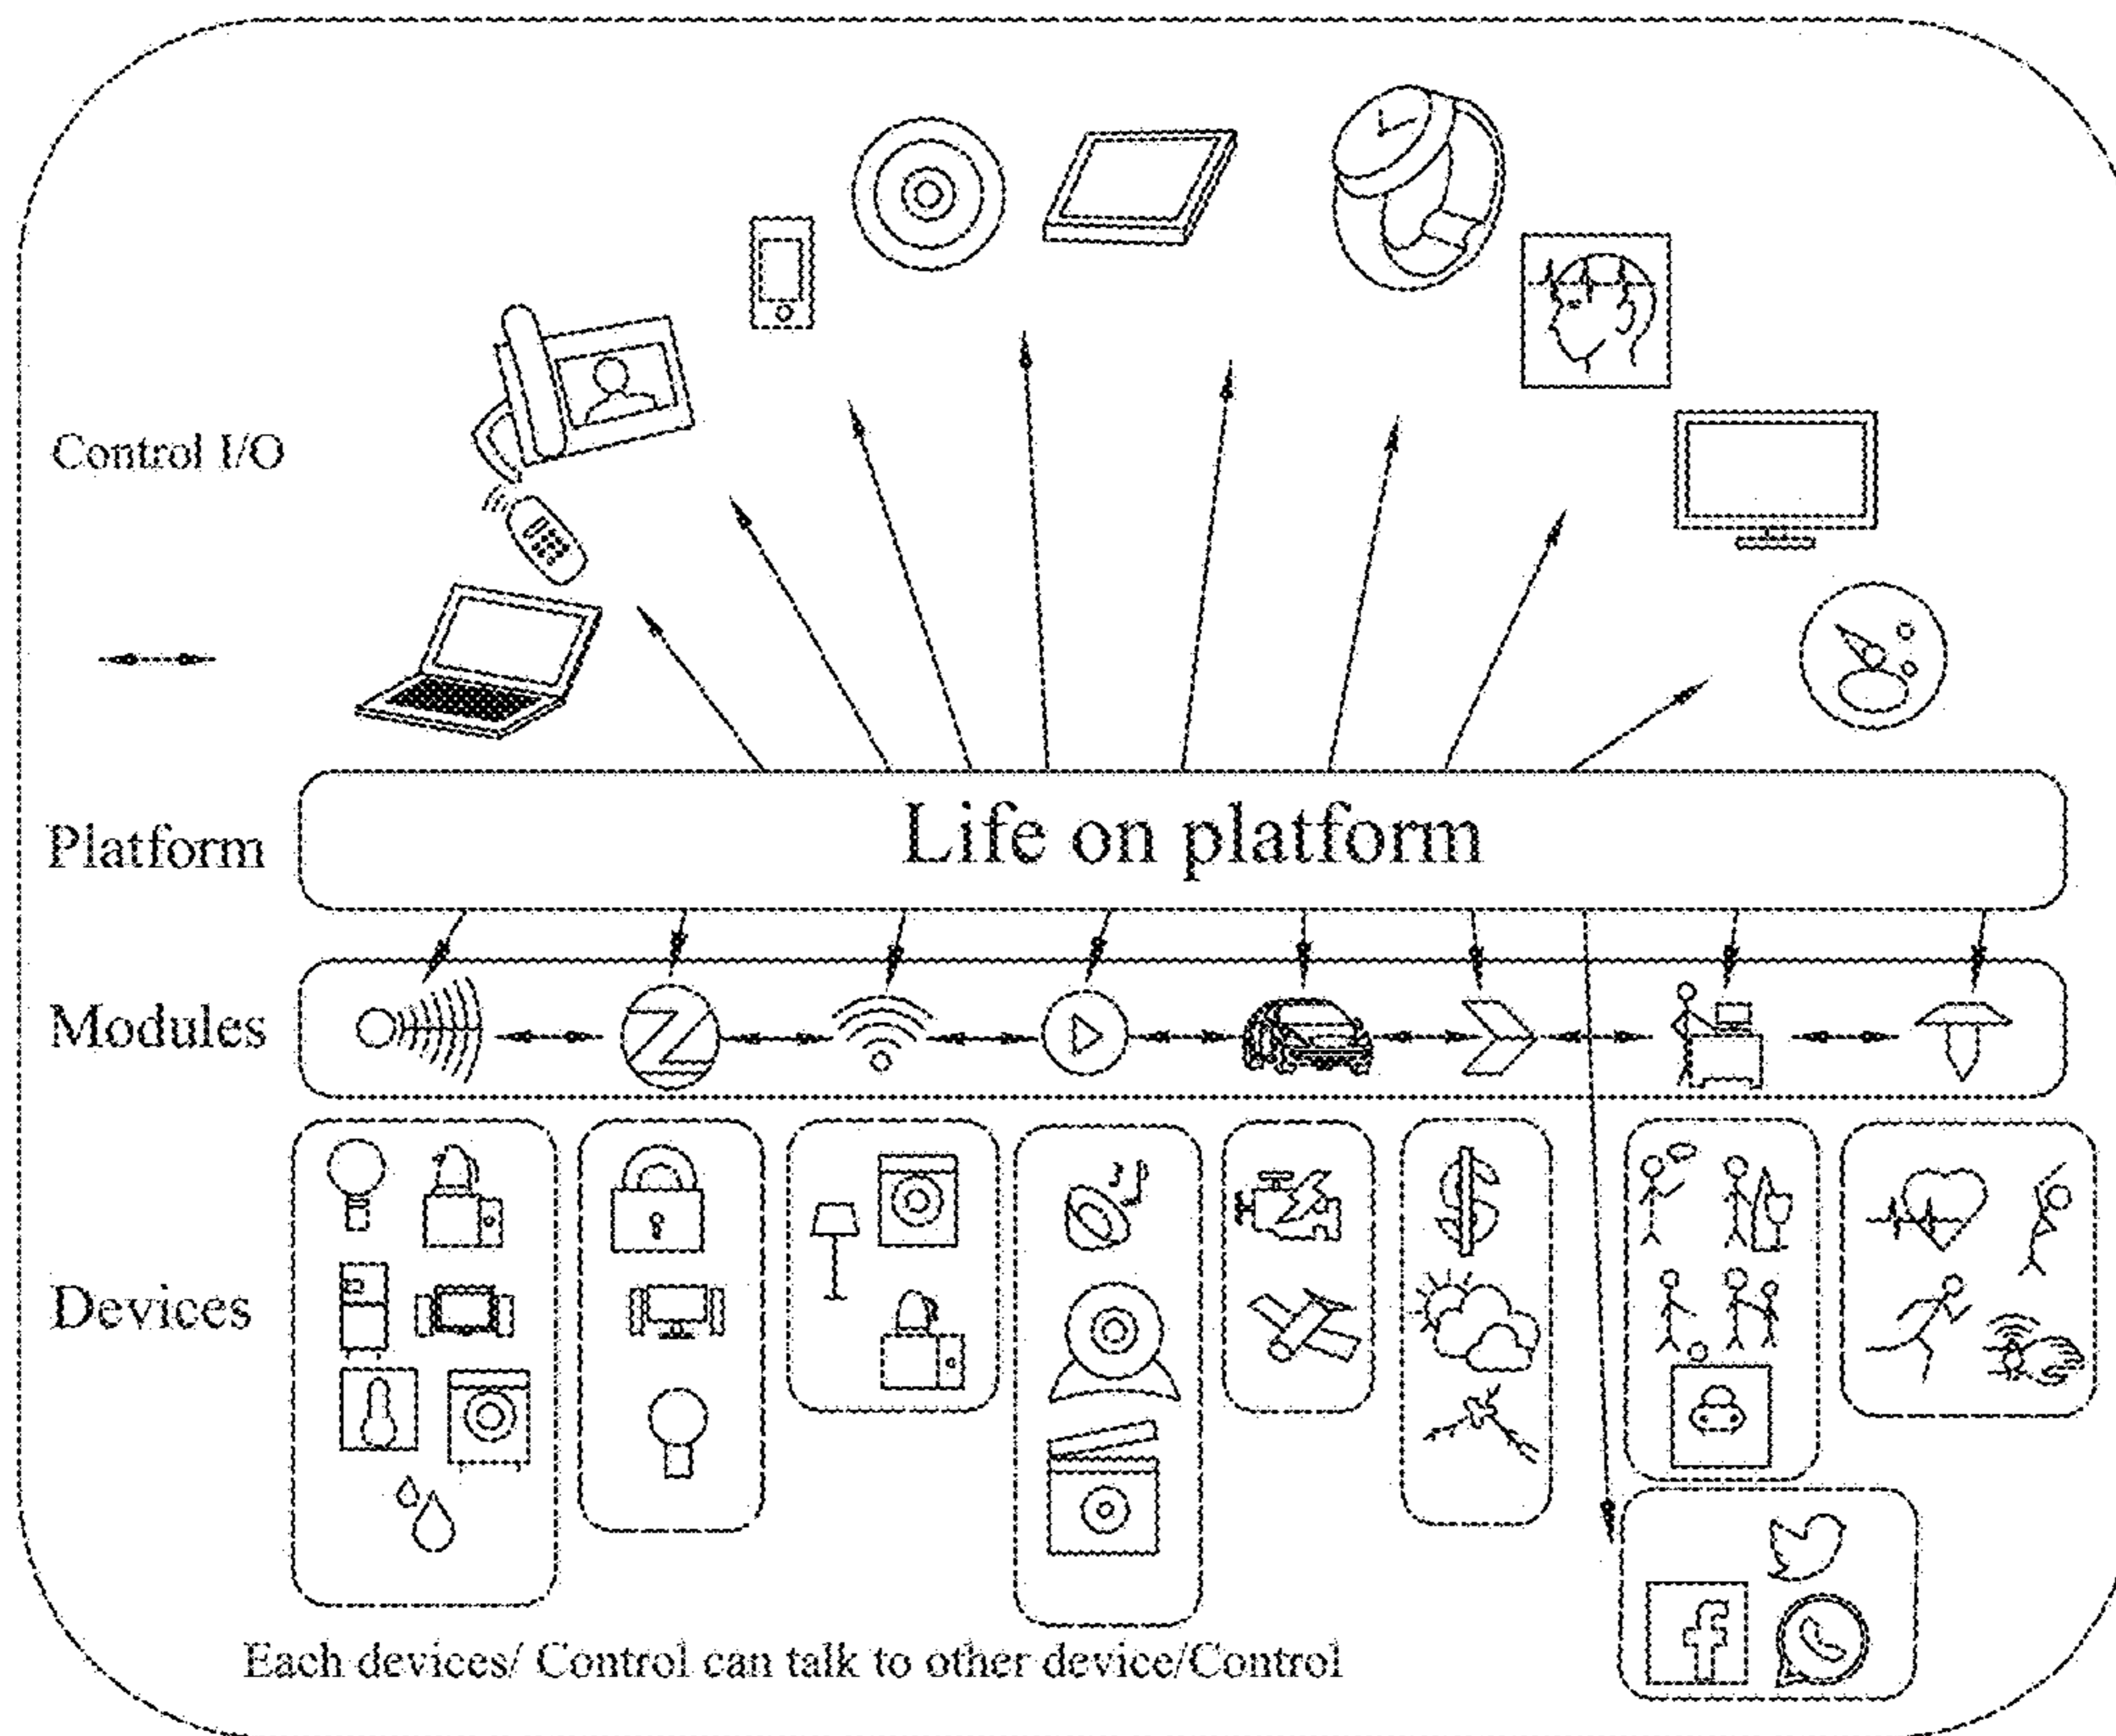 Control I/O
Platform
Life on platform
Modules
Devices
Each devices/ Control can talk to other device/Control